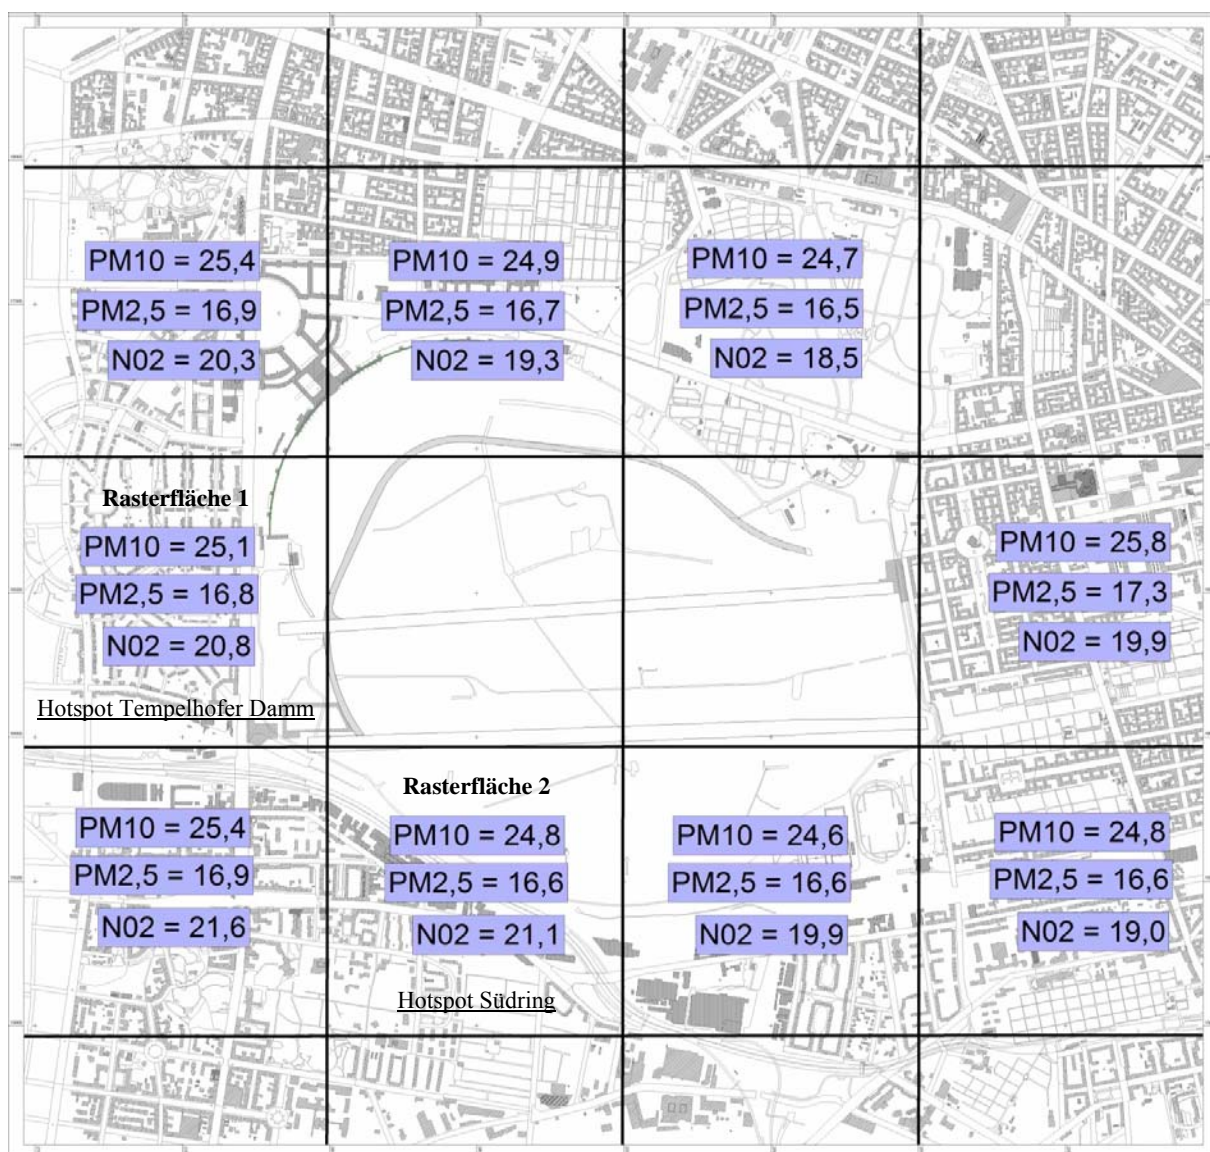 PM10 = 25,4
PM2,5 = 16,9
N02 = 20,3
PM10 = 24,9
PM2,5 = 16,7
N02 = 19,3
PM10 = 24,7
PM2,5 = 16,5
N02 = 18,5
Rasterfläche 1
PM10 = 25,1
PM2,5 = 16,8
N02 = 20,8
Hotspot Tempelhofer Damm
PM10 = 25,8
PM2,5 = 17,3
N02 = 19,9
PM10 = 25,4
PM2,5 = 16,9
N02 = 21,6
Rasterfläche 2
PM10 = 24,8
PM2,5 = 16,6
N02 = 21,1
Hotspot Südring
PM10 = 24,6
PM2,5 = 16,6
N02 = 19,9
PM10 = 24,8
PM2,5 = 16,6
N02 = 19,0